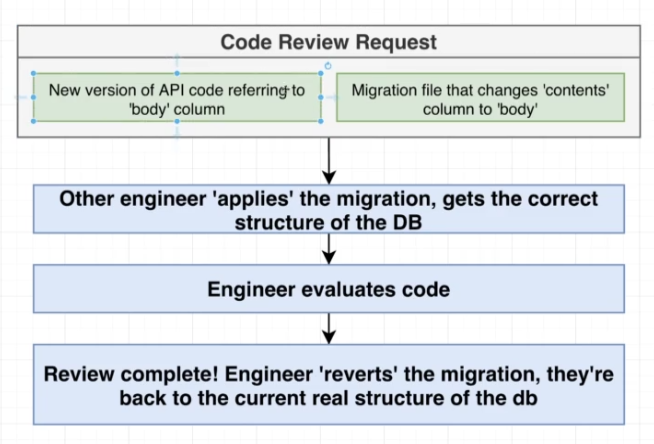 Code Review Request
New version of API code referring to
'body' column
Migration file that changes 'contents'
column to 'body'
Other engineer 'applies' the migration, gets the correct
structure of the DB
Engineer evaluates code
Review complete! Engineer 'reverts' the migration, they're
back to the current real structure of the db